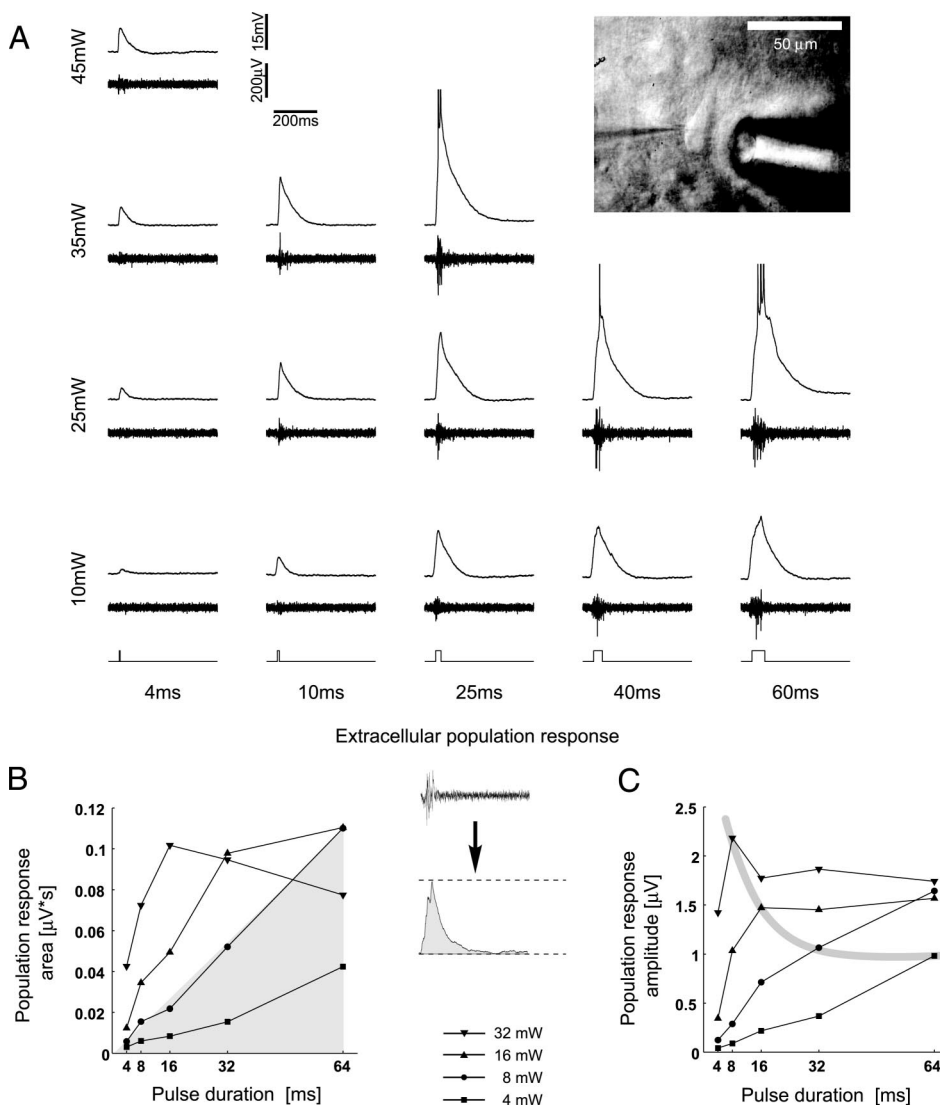 A
45mW
15mV
200µV
200ms
50 µm
35mW
25mW
10mW
4ms
10ms
25ms
40ms
60ms
Extracellular population response
B
Population response
area [µV*s]
0.12
0.1
0.08
0.06
0.04
0.02
0
4 8 16 32 64
Pulse duration [ms]
32 mW
16 mW
8 mW
4 mW
C
Population response
amplitude [µV]
2.5
2
1.5
1
0.5
0
4 8 16 32 64
Pulse duration [ms]